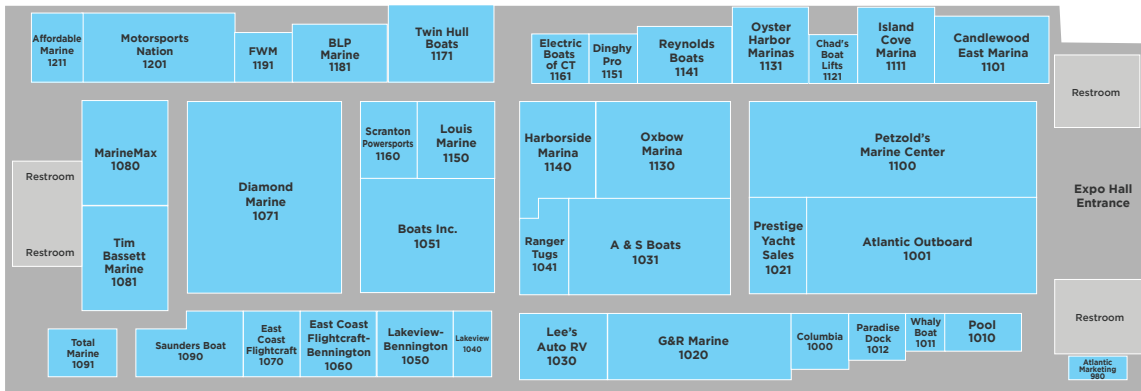 Affordable
Marine
1211
Motorsports
Nation
1201
FWM
1191
BLP
Marine
1181
Twin Hull
Boats
1171
Electric
Boats
of CT
1161
Dinghy
Pro
1151
Reynolds
Boats
1141
Oyster
Harbor
Marinas
1131
Chad's
Boat
Lifts
1121
Island
Cove
Marina
1111
Candlewood
East Marina
1101
Restroom
MarineMax
1080
Diamond
Marine
1071
Scranton
Powersports
1160
Louis
Marine
1150
Harborside
Marina
1140
Oxbow
Marina
1130
Petzold's
Marine Center
1100
Restroom
Restroom
Expo Hall
Entrance
Tim
Bassett
Marine
1081
Boats Inc.
1051
Ranger
Tugs
1041
A & S Boats
1031
Prestige
Yacht
Sales
1021
Atlantic Outboard
1001
Total
Marine
1091
Saunders Boat
1090
East
Coast
Flightcraft
1070
East Coast
Flightcraft-
Bennington
1060
Lakeview-
Bennington
1050
Lakeview
1040
Lee's
Auto RV
1030
G&R Marine
1020
Columbia
1000
Paradise
Dock
1012
Whaly
Boat
1011
Pool
1010
Restroom
Atlantic
Marketing
980